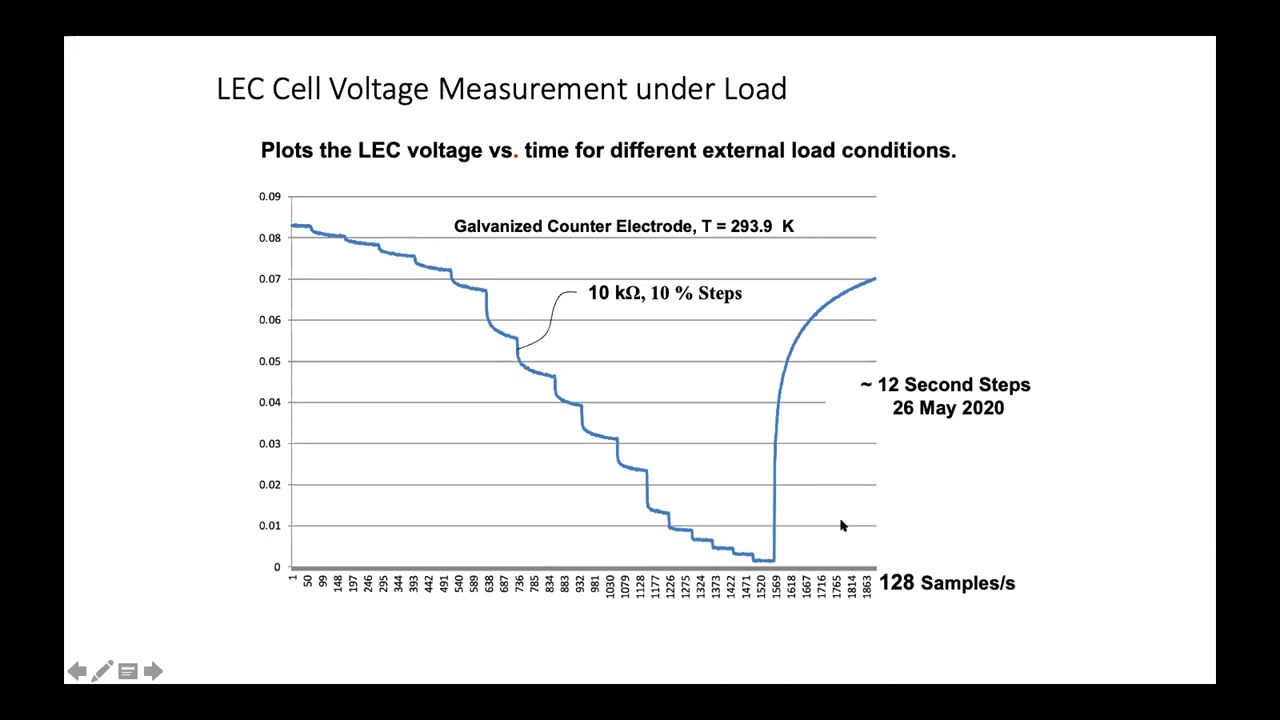 LEC Cell Voltage Measurement under Load
Plots the LEC voltage vs. time for different external load conditions.
0.09
Galvanized Counter Electrode, T = 293.9 K
0.08
0.07
10 kΩ, 10 % Steps
0.06
0.05
~ 12 Second Steps
0.04
26 May 2020
0.03
0.02
0.01
0
1 50 99 148 197 246 295 344 393 442 491 540 589 638 687 736 785 834 883 932 981 1030 1079 1128 1177 1226 1275 1324 1373 1422 1471 1520 1569 1618 1667 1716 1765 1814 1863
128 Samples/s